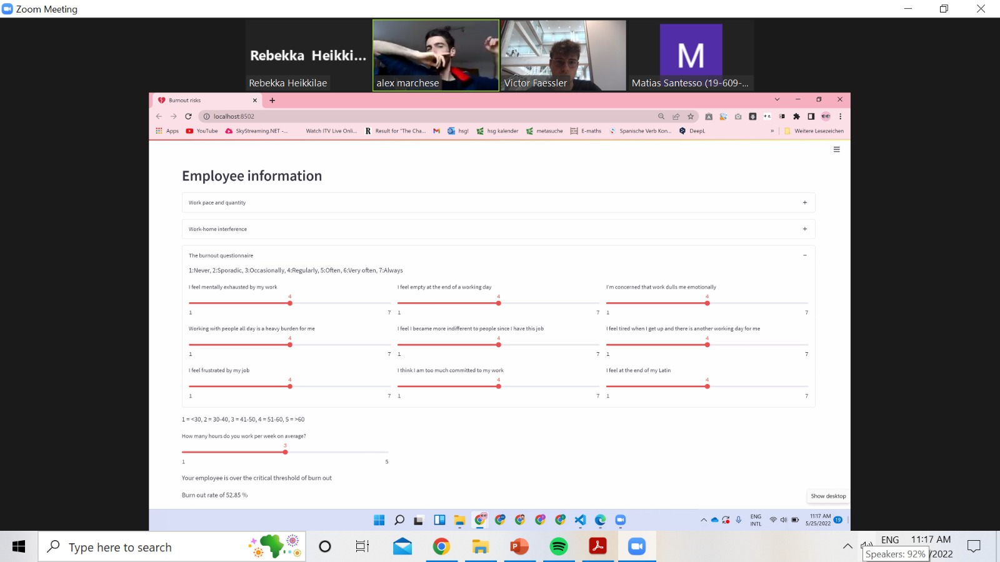 Zoom Meeting
Rebekka Heikki...
Rebekka Heikkilae
alex marchese
Victor Faessler
M
Matias Santesso (19-609-...
Burnout risks
localhost:8502
Apps
YouTube
SkyStreaming.NET -...
Watch ITV Live Onli...
R
Result for "The Cha...
hsg!
hsg kalender
metasuche
E-maths
Spanische Verb Kon...
DeepL
»
Weitere Lesezeichen
Employee information
Work pace and quantity
Work-home interference
The burnout questionnaire
1:Never, 2:Sporadic, 3:Occasionally, 4:Regularly, 5:Often, 6:Very often, 7:Always
I feel mentally exhausted by my work
I feel empty at the end of a working day
I'm concerned that work dulls me emotionally
4 4 4
1 7 1 7 1 7
Working with people all day is a heavy burden for me
I feel I became more indifferent to people since I have this job
I feel tired when I get up and there is another working day for me
4 4 4
1 7 1 7 1 7
I feel frustrated by my job
I think I am too much committed to my work
I feel at the end of my Latin
4 4 4
1 7 1 7 1 7
1 = <30, 2 = 30-40, 3 = 41-50, 4 = 51-60, 5 = >60
How many hours do you work per week on average?
3
1 5
Your employee is over the critical threshold of burn out
Burn out rate of 52.85 %
Show desktop
ENG
INTL
11:17 AM
5/25/2022
19
Type here to search
ENG
11:17 AM
/2022
Speakers: 92%